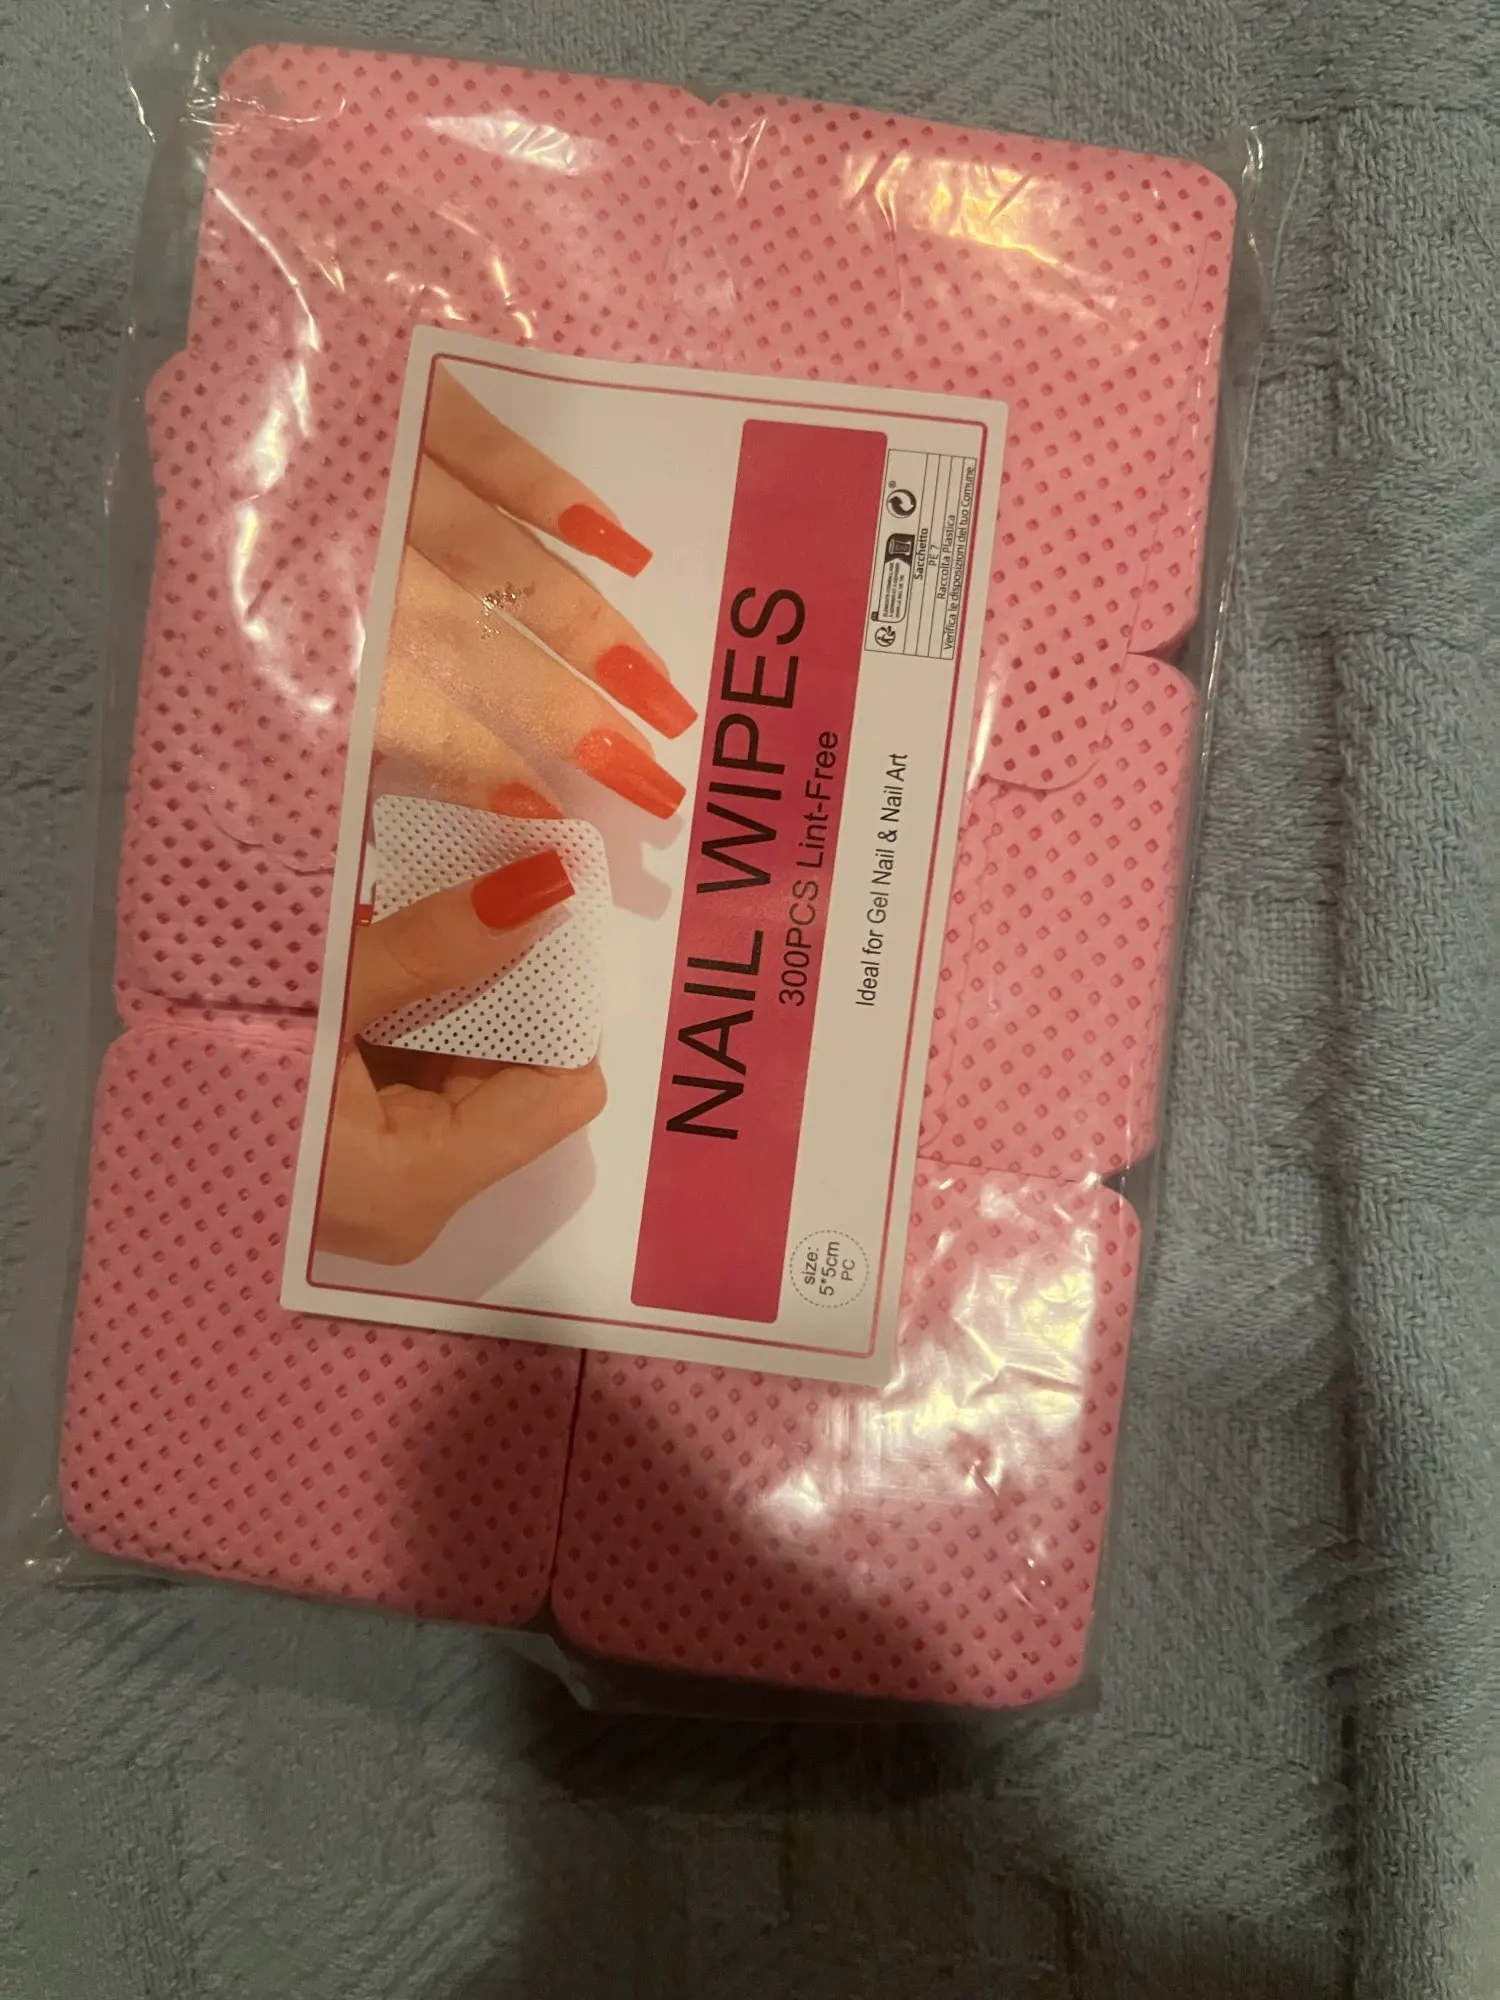 NAIL WIPES
300PCS Lint-Free
Ideal for Gel Nail & Nail Art
size:
5*5cm
PC
®
Sacchetto
PE 7
Raccolta Plastica
Verifica le disposizioni del tuo Comune